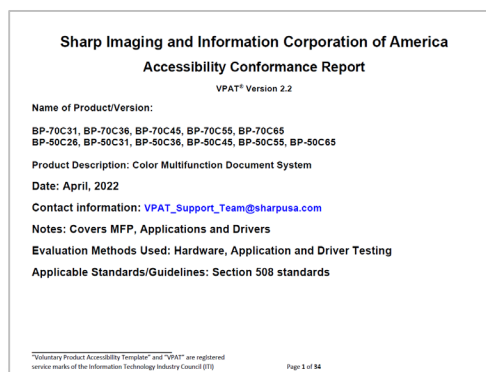 Sharp Imaging and Information Corporation of America
Accessibility Conformance Report
VPAT® Version 2.2
Name of Product/Version:
BP-70C31, BP-70C36, BP-70C45, BP-70C55, BP-70C65
BP-50C26, BP-50C31, BP-50C36, BP-50C45, BP-50C55, BP-50C65
Product Description: Color Multifunction Document System
Date: April, 2022
Contact information: VPAT_Support_Team@sharpusa.com
Notes: Covers MFP, Applications and Drivers
Evaluation Methods Used: Hardware, Application and Driver Testing
Applicable Standards/Guidelines: Section 508 standards
"Voluntary Product Accessibility Template" and "VPAT" are registered
service marks of the Information Technology Industry Council (ITI)
Page 1 of 34